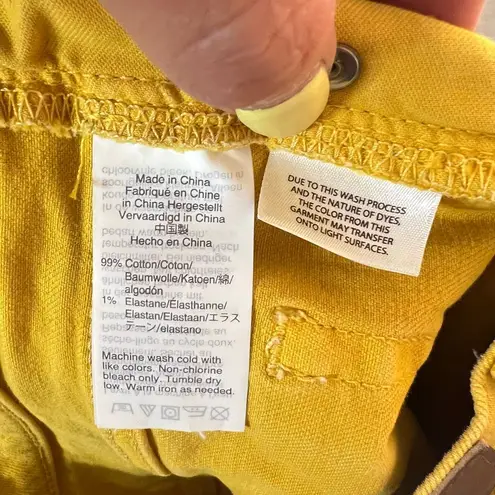 Made in China
Fabriqué en Chine
in China Hergestellt
Vervaardigd in China
中国製
Hecho en China
99% Cotton/Coton/
Baumwolle/Katoen/綿/
algodón
1% Elastane/Elasthanne/
Elastan/Elastaan/エラス
テーン/elastano
Machine wash cold with
like colors. Non-chlorine
bleach only. Tumble dry
low. Warm iron as needed.
DUE TO THIS WASH PROCESS
AND THE NATURE OF DYES,
THE COLOR FROM THIS
GARMENT MAY TRANSFER
ONTO LIGHT SURFACES.